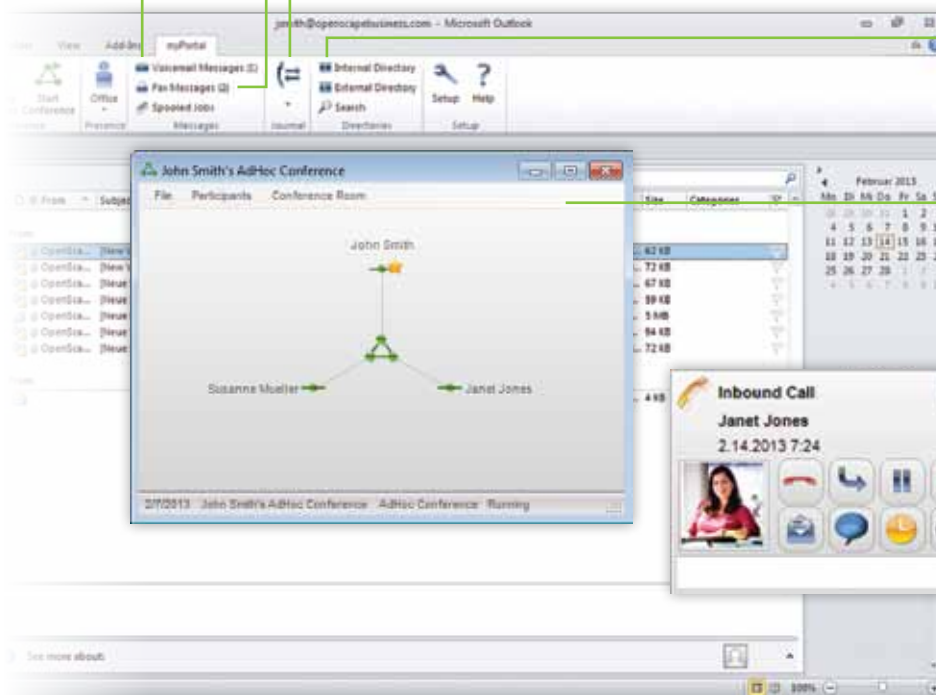 jsmith@openscapebusiness.com - Microsoft Outlook
View Add-Ins myPortal
Voicemail Messages (1)
Fax Messages (2)
Spooled Jobs
Messages
Start
Conference
Office
Presence
Journal
Internal Directory
External Directory
Search
Directories
Setup Help
Setup
John Smith's AdHoc Conference
File Participants Conference Room
John Smith
Susanne Mueller
Janet Jones
2/7/2013 John Smith's AdHoc Conference AdHoc Conference Running
From Subject
Size Categories
62 KB
72 KB
67 KB
99 KB
5 MB
94 KB
72 KB
4 KB
Februar 2013
Mo Di Mi Do Fr Sa
1 2
4 5 6 7 8 9
11 12 13 14 15 16
18 19 20 21 22 23
25 26 27 28
Inbound Call
Janet Jones
2.14.2013 7:24
See more about:
100%